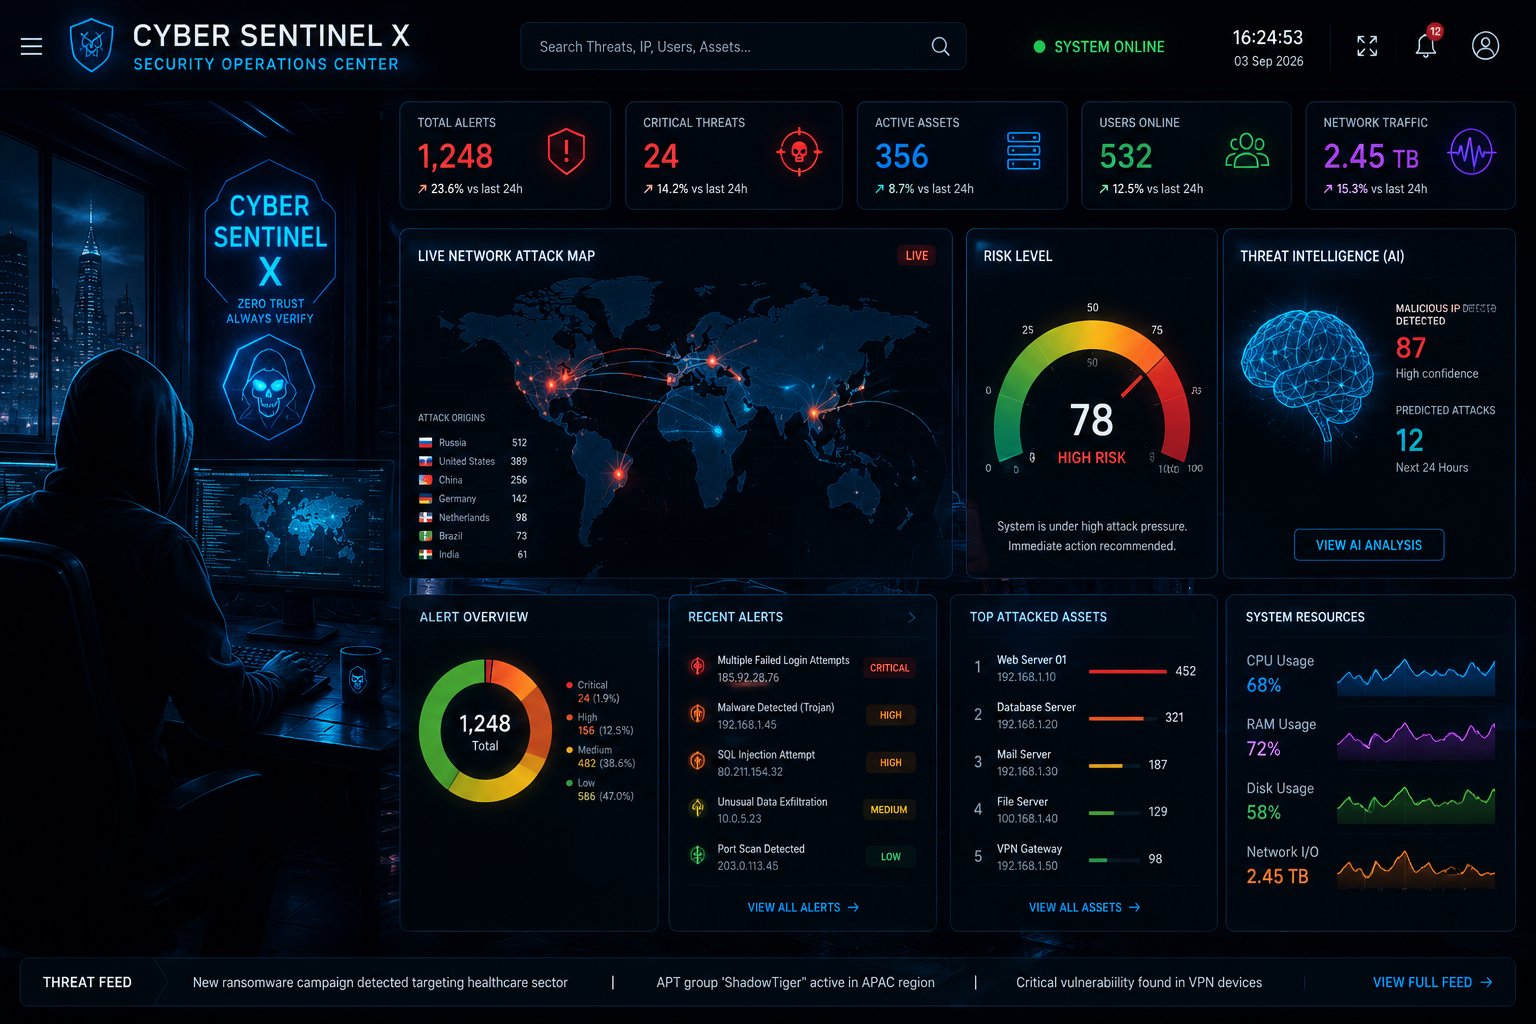 CYBER SENTINEL X
SECURITY OPERATIONS CENTER
Search Threats, IP, Users, Assets...
SYSTEM ONLINE
16:24:53
03 Sep 2026
12
CYBER
SENTINEL
X
ZERO TRUST
ALWAYS VERIFY
TOTAL ALERTS
1,248
23.6% vs last 24h
CRITICAL THREATS
24
14.2% vs last 24h
ACTIVE ASSETS
356
8.7% vs last 24h
USERS ONLINE
532
12.5% vs last 24h
NETWORK TRAFFIC
2.45 TB
15.3% vs last 24h
LIVE NETWORK ATTACK MAP
LIVE
ATTACK ORIGINS
Russia 512
United States 389
China 256
Germany 142
Netherlands 98
Brazil 73
India 61
RISK LEVEL
50
25
75
50
0
78
HIGH RISK
0
0
100
System is under high attack pressure.
Immediate action recommended.
THREAT INTELLIGENCE (AI)
MALICIOUS IP
DETECTED
87
High confidence
PREDICTED ATTACKS
12
Next 24 Hours
VIEW AI ANALYSIS
ALERT OVERVIEW
1,248
Total
Critical
24 (1.9%)
High
156 (12.5%)
Medium
482 (38.6%)
Low
586 (47.0%)
RECENT ALERTS
Multiple Failed Login Attempts
185.92.28.76
CRITICAL
Malware Detected (Trojan)
192.168.1.45
HIGH
SQL Injection Attempt
80.211.154.32
HIGH
Unusual Data Exfiltration
10.0.5.23
MEDIUM
Port Scan Detected
203.0.113.45
LOW
VIEW ALL ALERTS →
TOP ATTACKED ASSETS
1 Web Server 01 452
192.168.1.10
2 Database Server 321
192.168.1.20
3 Mail Server 187
192.168.1.30
4 File Server 129
100.168.1.40
5 VPN Gateway 98
192.168.1.50
VIEW ALL ASSETS →
SYSTEM RESOURCES
CPU Usage
68%
RAM Usage
72%
Disk Usage
58%
Network I/O
2.45 TB
THREAT FEED
New ransomware campaign detected targeting healthcare sector | APT group 'ShadowTiger" active in APAC region | Critical vulnerabiility found in VPN devices
VIEW FULL FEED →